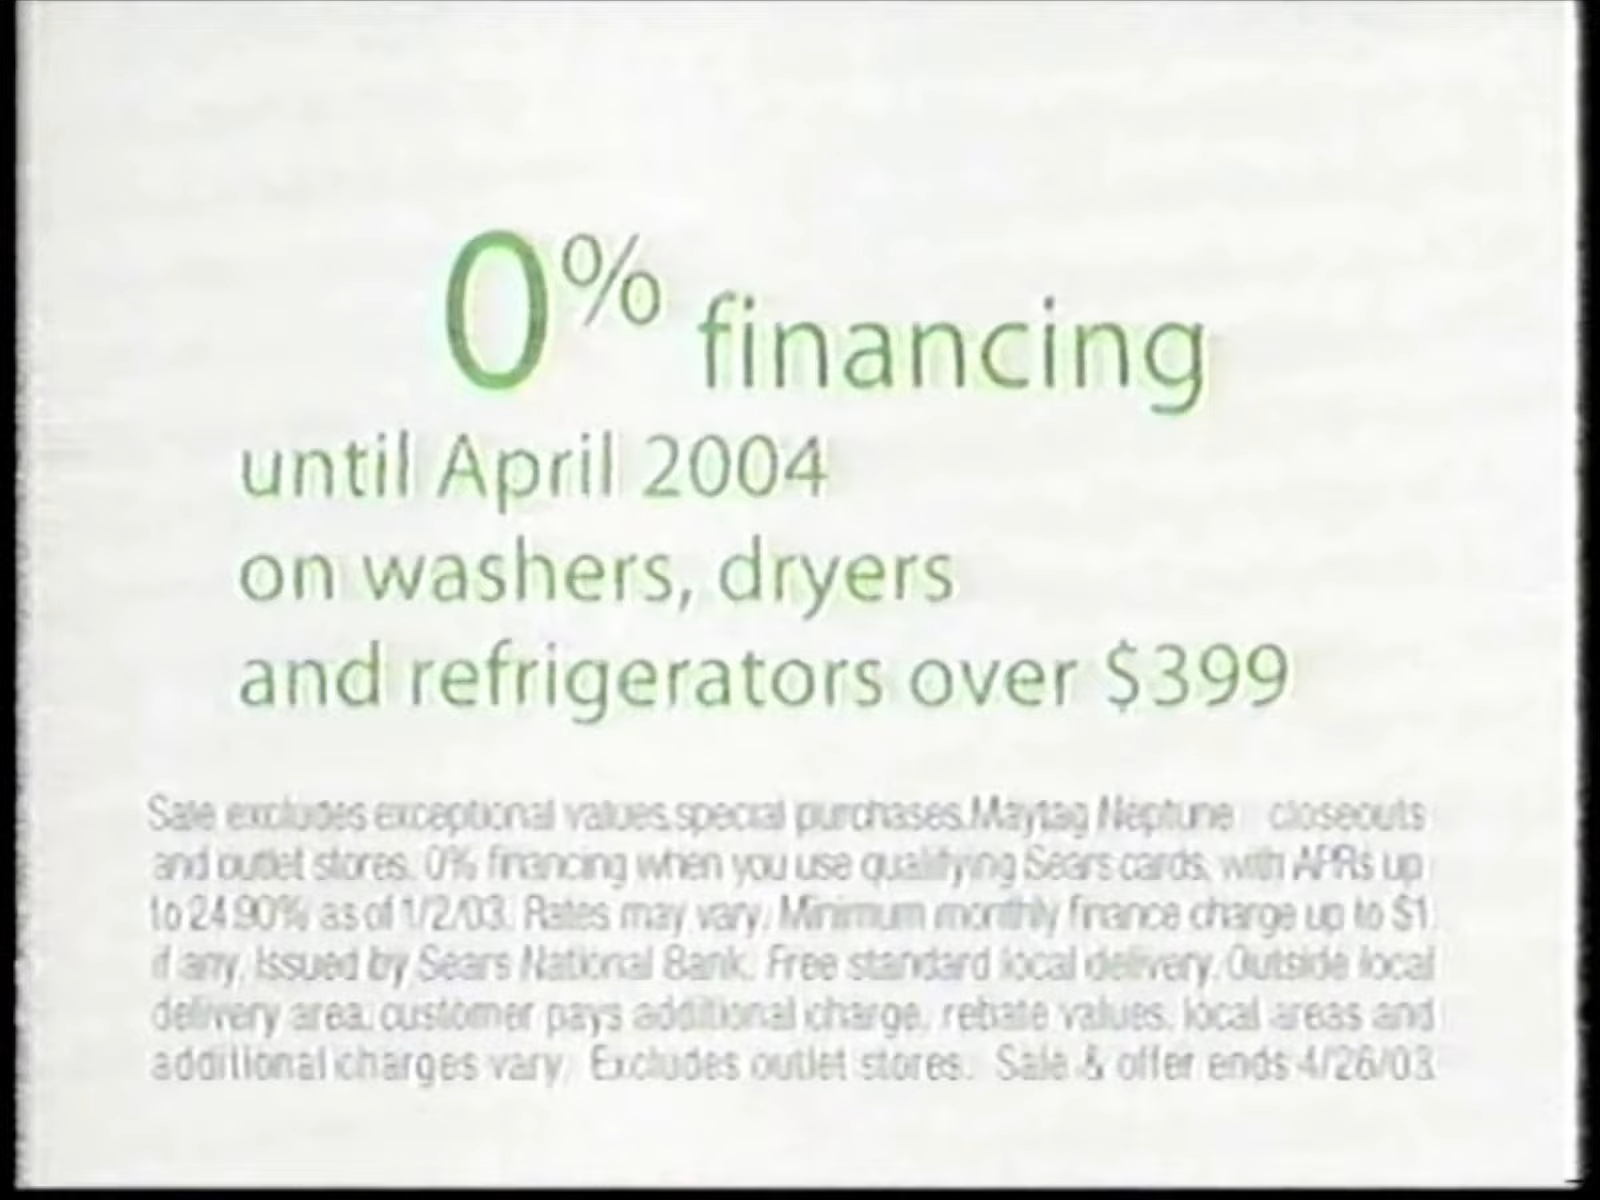 0% financing
until April 2004
on washers, dryers
and refrigerators over $399
Sale excludes exceptional values, special purchases, Maytag Neptune closeouts
and outlet stores. 0% financing when you use qualifying Sears cards, with APRs up
to 24.90% as of 1/2/03. Rates may vary. Minimum monthly finance charge up to $1
if any. Issued by Sears National Bank. Free standard local delivery. Outside local
delivery area, customer pays additional charge, rebate values, local areas and
additional charges vary. Excludes outlet stores. Sale & offer ends 4/26/03